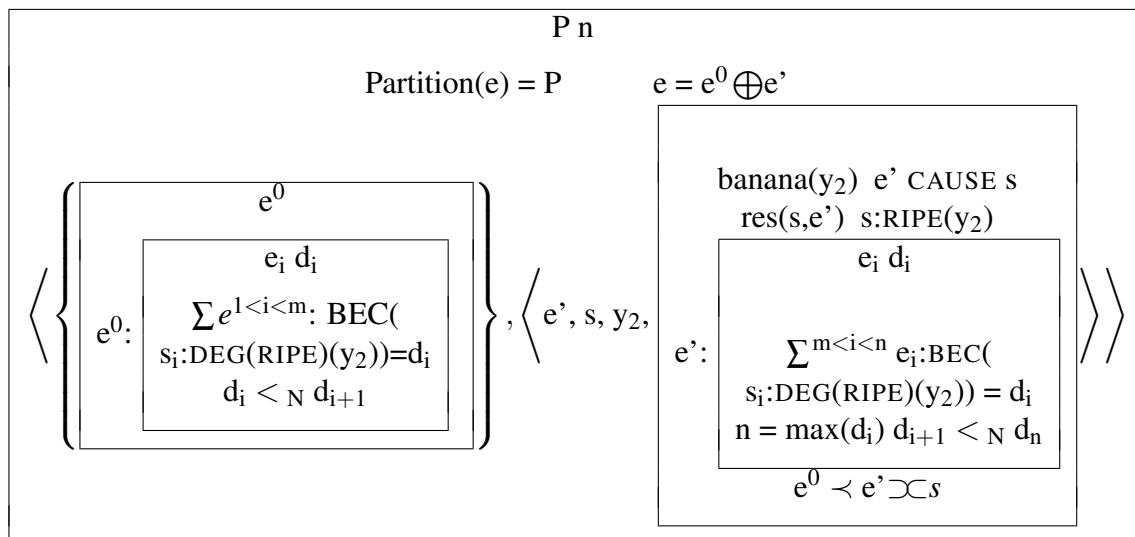 P n
Partition(e) = P e = e⁰⨁e’
⟨ { e⁰
e⁰:
e_i d_i
∑e^{1<i<m}: BEC(
s_i:DEG(RIPE)(y₂))=d_i
d_i < _N d_{i+1}
} , ⟨ e’, s, y₂,
banana(y₂) e’ CAUSE s
res(s,e’) s:RIPE(y₂)
e’:
e_i d_i
∑^{m<i<n} e_i:BEC(
s_i:DEG(RIPE)(y₂)) = d_i
n = max(d_i) d_{i+1} < _N d_n
e⁰ ≺ e’ ⊃⊂ s
⟩⟩